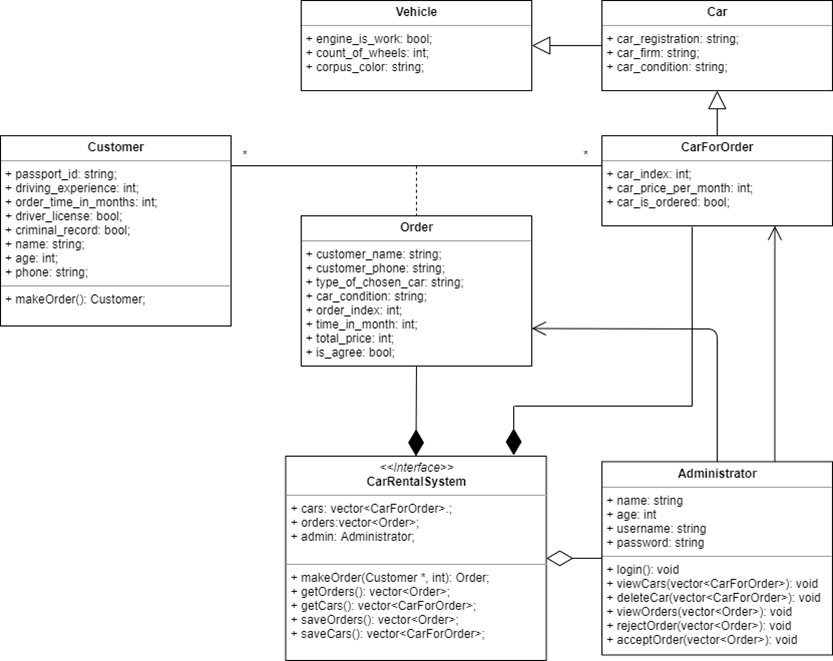 Vehicle
+ engine_is_work: bool;
+ count_of_wheels: int;
+ corpus_color: string;
Car
+ car_registration: string;
+ car_firm: string;
+ car_condition: string;
Customer
+ passport_id: string;
+ driving_experience: int;
+ order_time_in_months: int;
+ driver_license: bool;
+ criminal_record: bool;
+ name: string;
+ age: int;
+ phone: string;
+ makeOrder(): Customer;
*
*
CarForOrder
+ car_index: int;
+ car_price_per_month: int;
+ car_is_ordered: bool;
Order
+ customer_name: string;
+ customer_phone: string;
+ type_of_chosen_car: string;
+ car_condition: string;
+ order_index: int;
+ time_in_month: int;
+ total_price: int;
+ is_agree: bool;
<<Interface>>
CarRentalSystem
+ cars: vector<CarForOrder>.;
+ orders:vector<Order>;
+ admin: Administrator;
+ makeOrder(Customer *, int): Order;
+ getOrders(): vector<Order>;
+ getCars(): vector<CarForOrder>;
+ saveOrders(): vector<Order>;
+ saveCars(): vector<CarForOrder>;
Administrator
+ name: string
+ age: int
+ username: string
+ password: string
+ login(): void
+ viewCars(vector<CarForOrder>): void
+ deleteCar(vector<CarForOrder>): void
+ viewOrders(vector<Order>): void
+ rejectOrder(vector<Order>): void
+ acceptOrder(vector<Order>): void